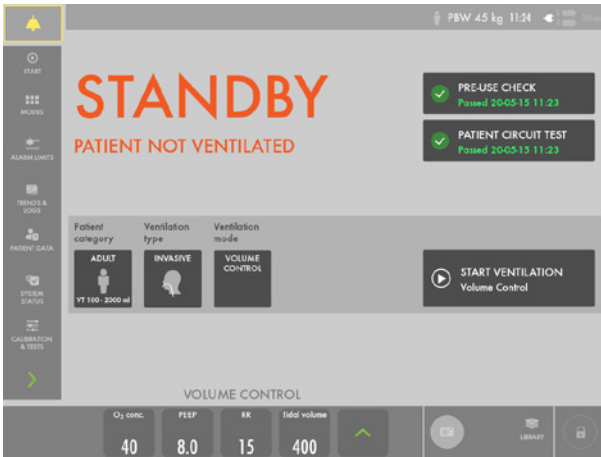 PBW 45 kg 11:24
START
MODES
ALARM LIMITS
TRENDS &
LOGS
PATIENT DATA
SYSTEM
STATUS
CALIBRATION
& TESTS
STANDBY
PATIENT NOT VENTILATED
PRE-USE CHECK
Passed 20-05-15 11:23
PATIENT CIRCUIT TEST
Passed 20-05-15 11:23
Patient
category
ADULT
VT 100 - 2000 ml
Ventilation
type
INVASIVE
Ventilation
mode
VOLUME
CONTROL
START VENTILATION
Volume Control
VOLUME CONTROL
O₂ conc.
40
PEEP
8.0
RR
15
Tidal volume
400
LIBRARY